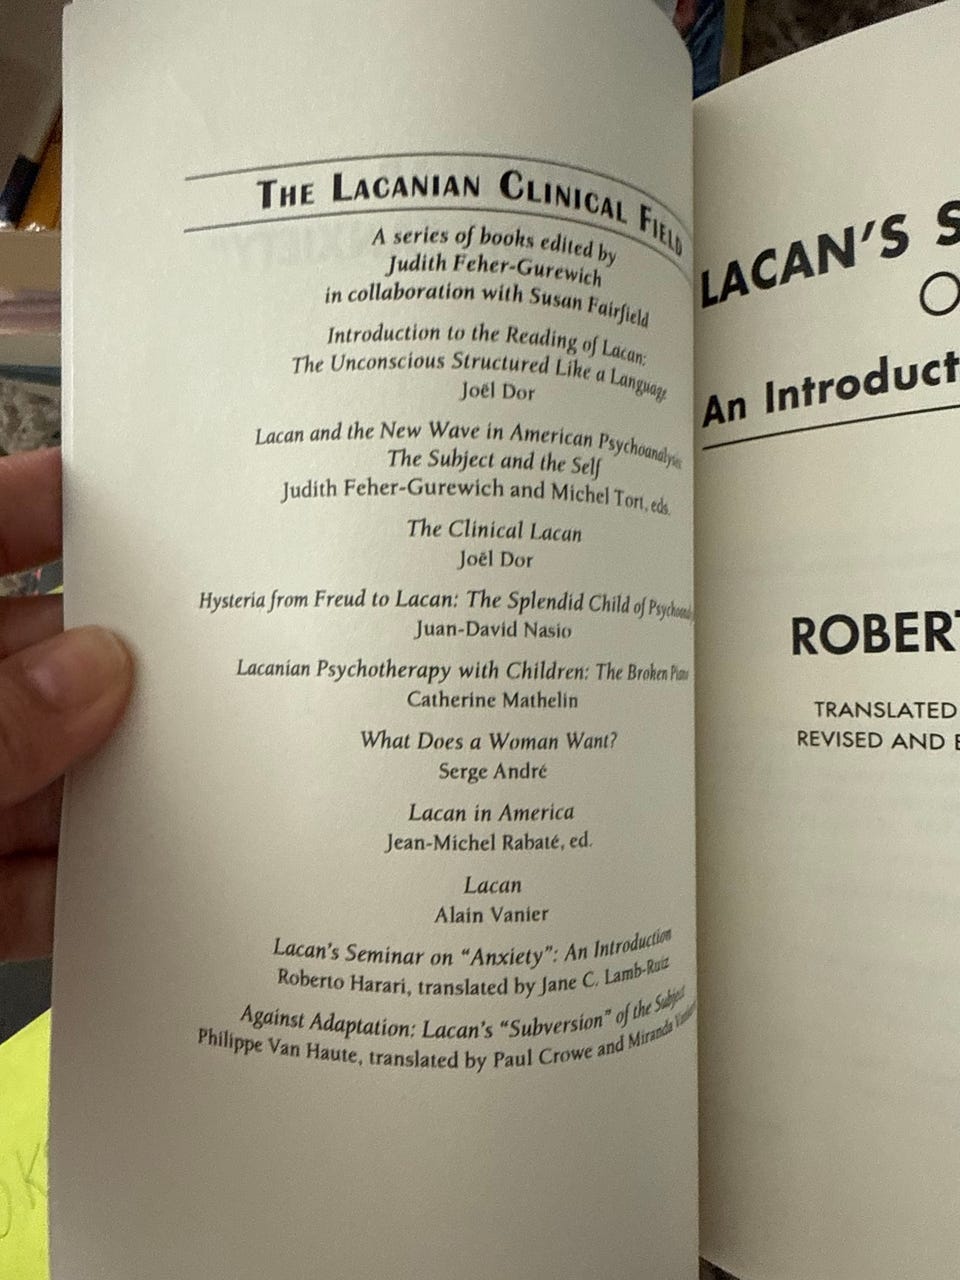 THE LACANIAN CLINICAL FIELD
A series of books edited by
Judith Feher-Gurewich
in collaboration with Susan Fairfield
Introduction to the Reading of Lacan:
The Unconscious Structured Like a Language
Joël Dor
Lacan and the New Wave in American Psychoanalysis:
The Subject and the Self
Judith Feher-Gurewich and Michel Tort, eds.
The Clinical Lacan
Joël Dor
Hysteria from Freud to Lacan: The Splendid Child of
Juan-David Nasio
Lacanian Psychotherapy with Children: The Broken Piano
Catherine Mathelin
What Does a Woman Want?
Serge André
Lacan in America
Jean-Michel Rabaté, ed.
Lacan
Alain Vanier
Lacan's Seminar on "Anxiety": An Introduction
Roberto Harari, translated by Jane C. Lamb-Ruiz
Against Adaptation: Lacan's "Subversion" of the Subject
Philippe Van Haute, translated by Paul Crowe and Miranda
LACAN'S S
O
An Introduct
ROBERT
TRANSLATED
REVISED AND E